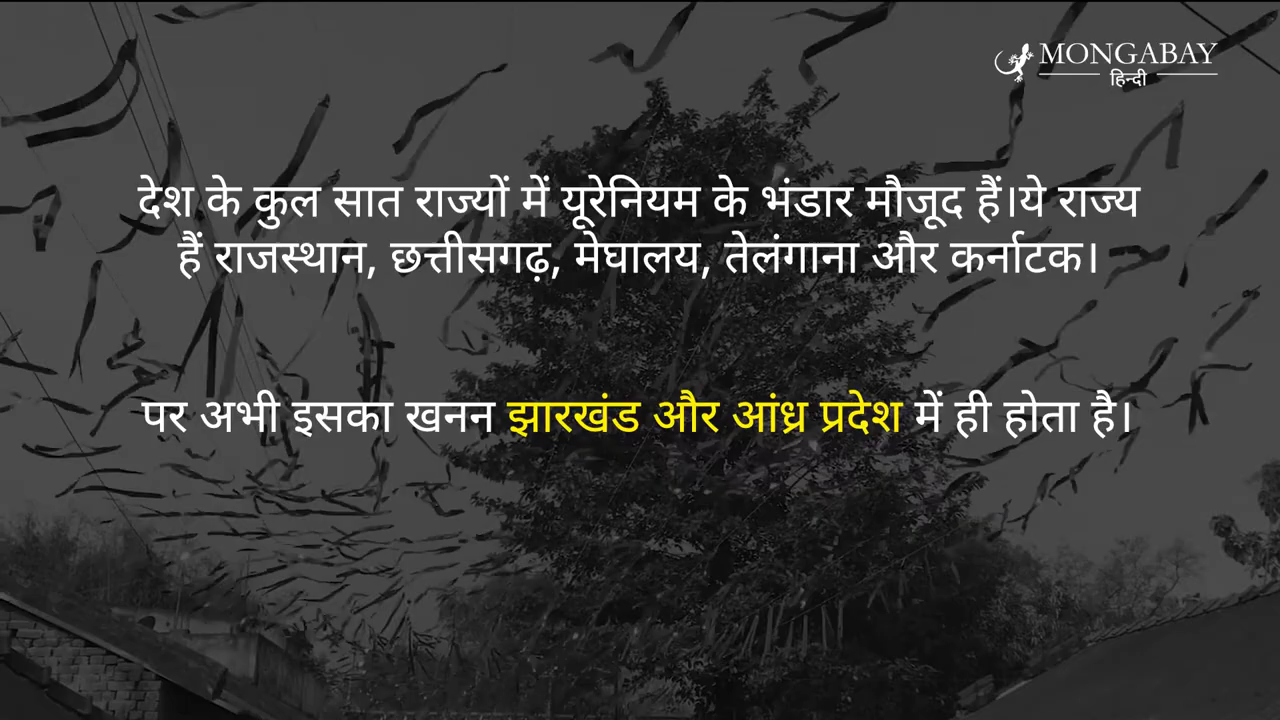 MONGABAY
हिन्दी
देश के कुल सात राज्यों में यूरेनियम के भंडार मौजूद हैं।ये राज्य
हैं राजस्थान, छत्तीसगढ़, मेघालय, तेलंगाना और कर्नाटक।
पर अभी इसका खनन झारखंड और आंध्र प्रदेश में ही होता है।